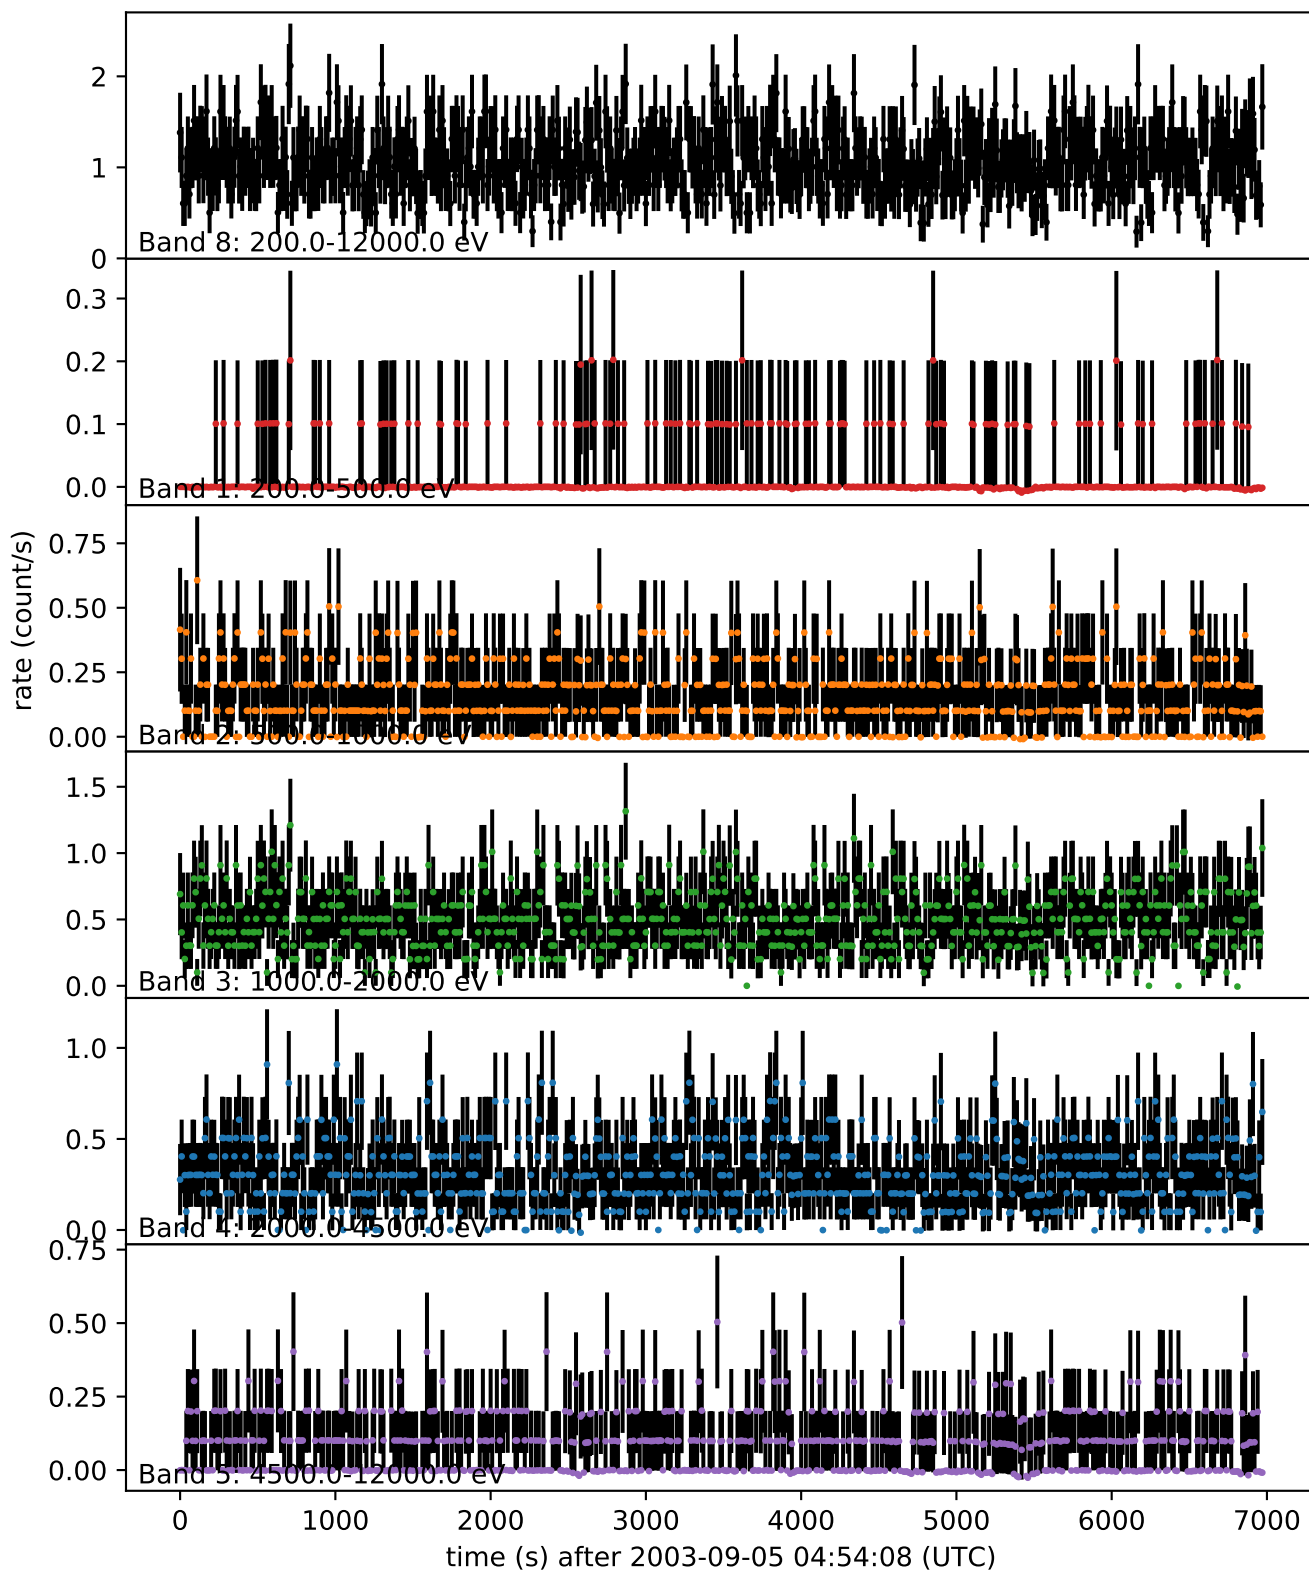 2
1
0
Band 8: 200.0-12000.0 eV
0.3
0.2
0.1
0.0
Band 1: 200.0-500.0 eV
0.75
0.50
0.25
0.00
Band 2: 500.0-1000.0 eV
rate (count/s)
1.5
1.0
0.5
0.0
Band 3: 1000.0-2000.0 eV
1.0
0.5
0.0
Band 4: 2000.0-4500.0 eV
0.75
0.50
0.25
0.00
Band 5: 4500.0-12000.0 eV
0 1000 2000 3000 4000 5000 6000 7000
time (s) after 2003-09-05 04:54:08 (UTC)